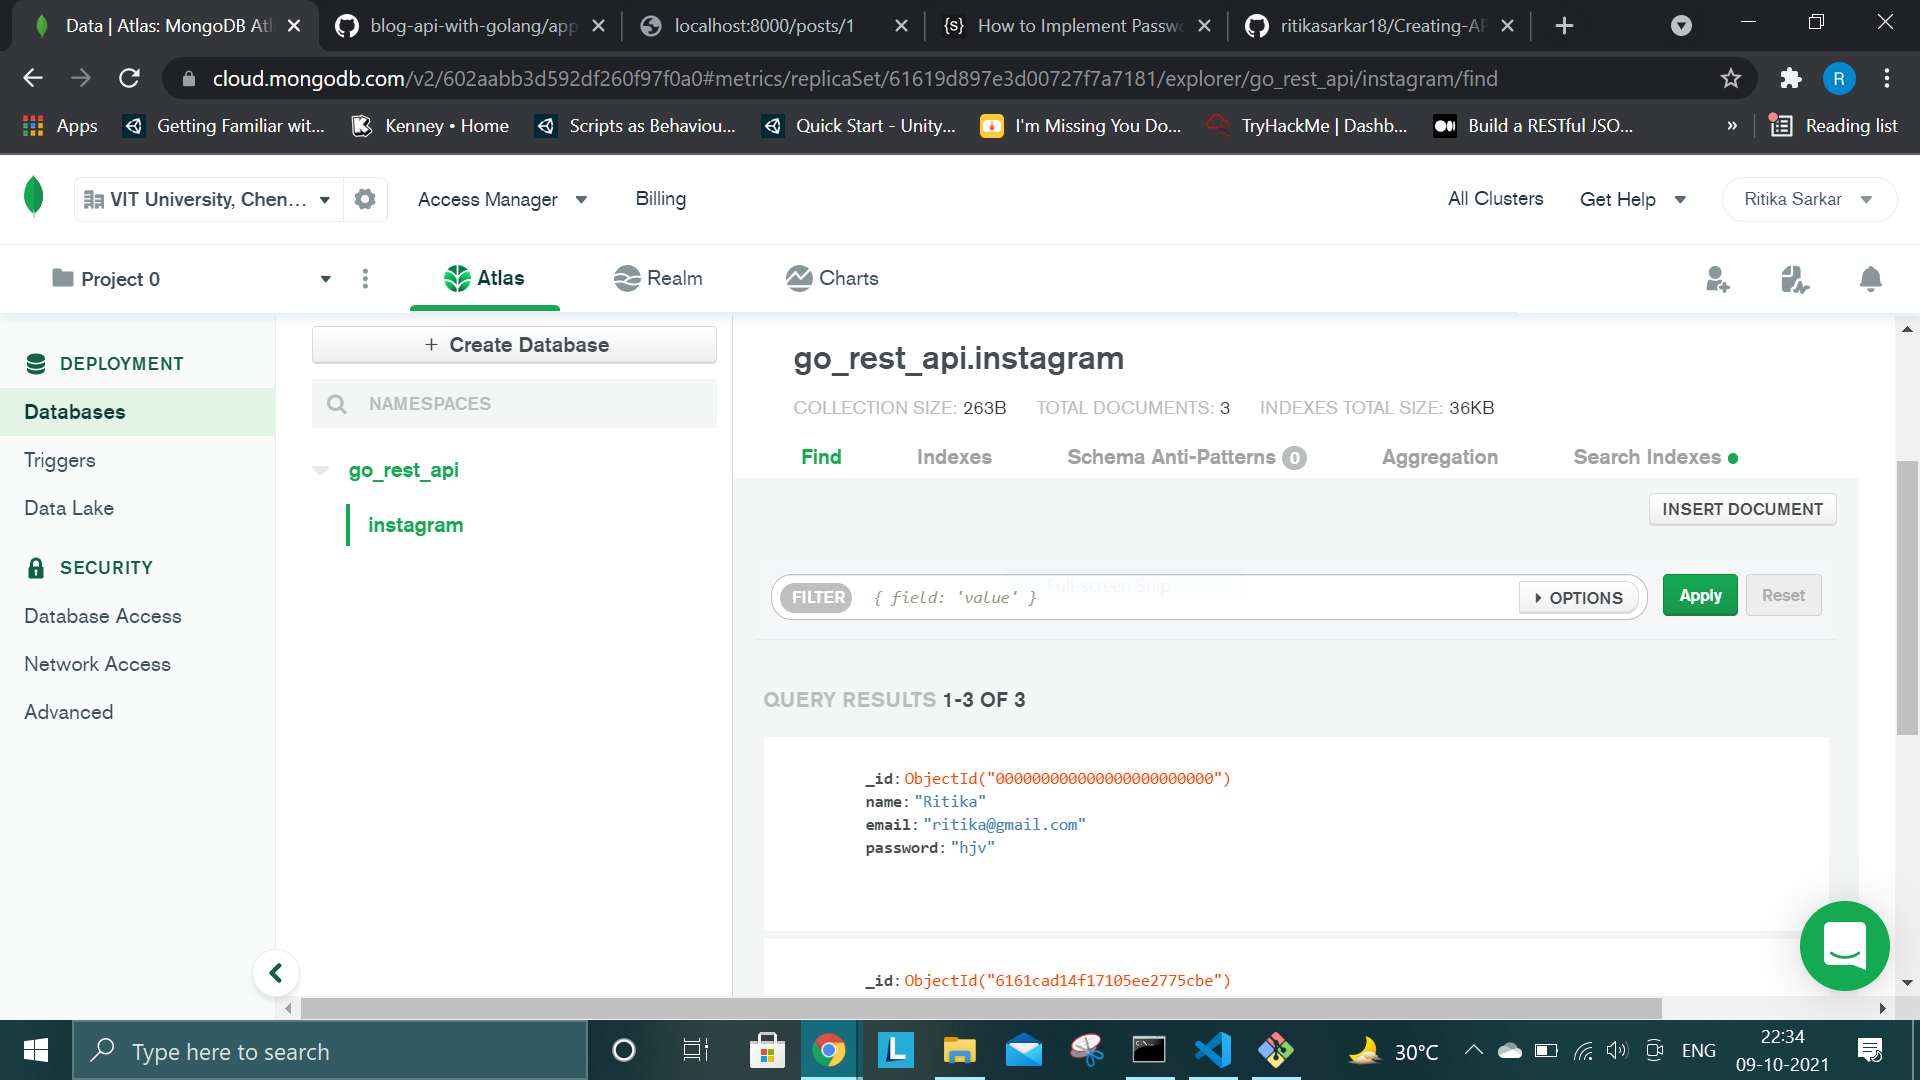 Data | Atlas: MongoDB Atl
blog-api-with-golang/app
localhost:8000/posts/1
{s} How to Implement Passwo
ritikasarkar18/Creating-AP
cloud.mongodb.com/v2/602aabb3d592df260f97f0a0#metrics/replicaSet/61619d897e3d00727f7a7181/explorer/go_rest_api/instagram/find
R
Apps
Getting Familiar wit...
Kenney • Home
Scripts as Behaviou...
Quick Start - Unity...
I'm Missing You Do...
TryHackMe | Dashb...
Build a RESTful JSO...
»
Reading list
VIT University, Chen...
Access Manager
Billing
All Clusters
Get Help
Ritika Sarkar
Project 0
Atlas
Realm
Charts
DEPLOYMENT
Databases
Triggers
Data Lake
SECURITY
Database Access
Network Access
Advanced
+ Create Database
NAMESPACES
go_rest_api
instagram
go_rest_api.instagram
COLLECTION SIZE: 263B TOTAL DOCUMENTS: 3 INDEXES TOTAL SIZE: 36KB
Find
Indexes
Schema Anti-Patterns 0
Aggregation
Search Indexes
INSERT DOCUMENT
Full-screen Snip
FILTER { field: 'value' }
OPTIONS
Apply
Reset
QUERY RESULTS 1-3 OF 3
_id: ObjectId("000000000000000000000000")
name: "Ritika"
email: "ritika@gmail.com"
password: "hjv"
_id: ObjectId("6161cad14f17105ee2775cbe")
Type here to search
L
30°C
ENG
22:34
09-10-2021